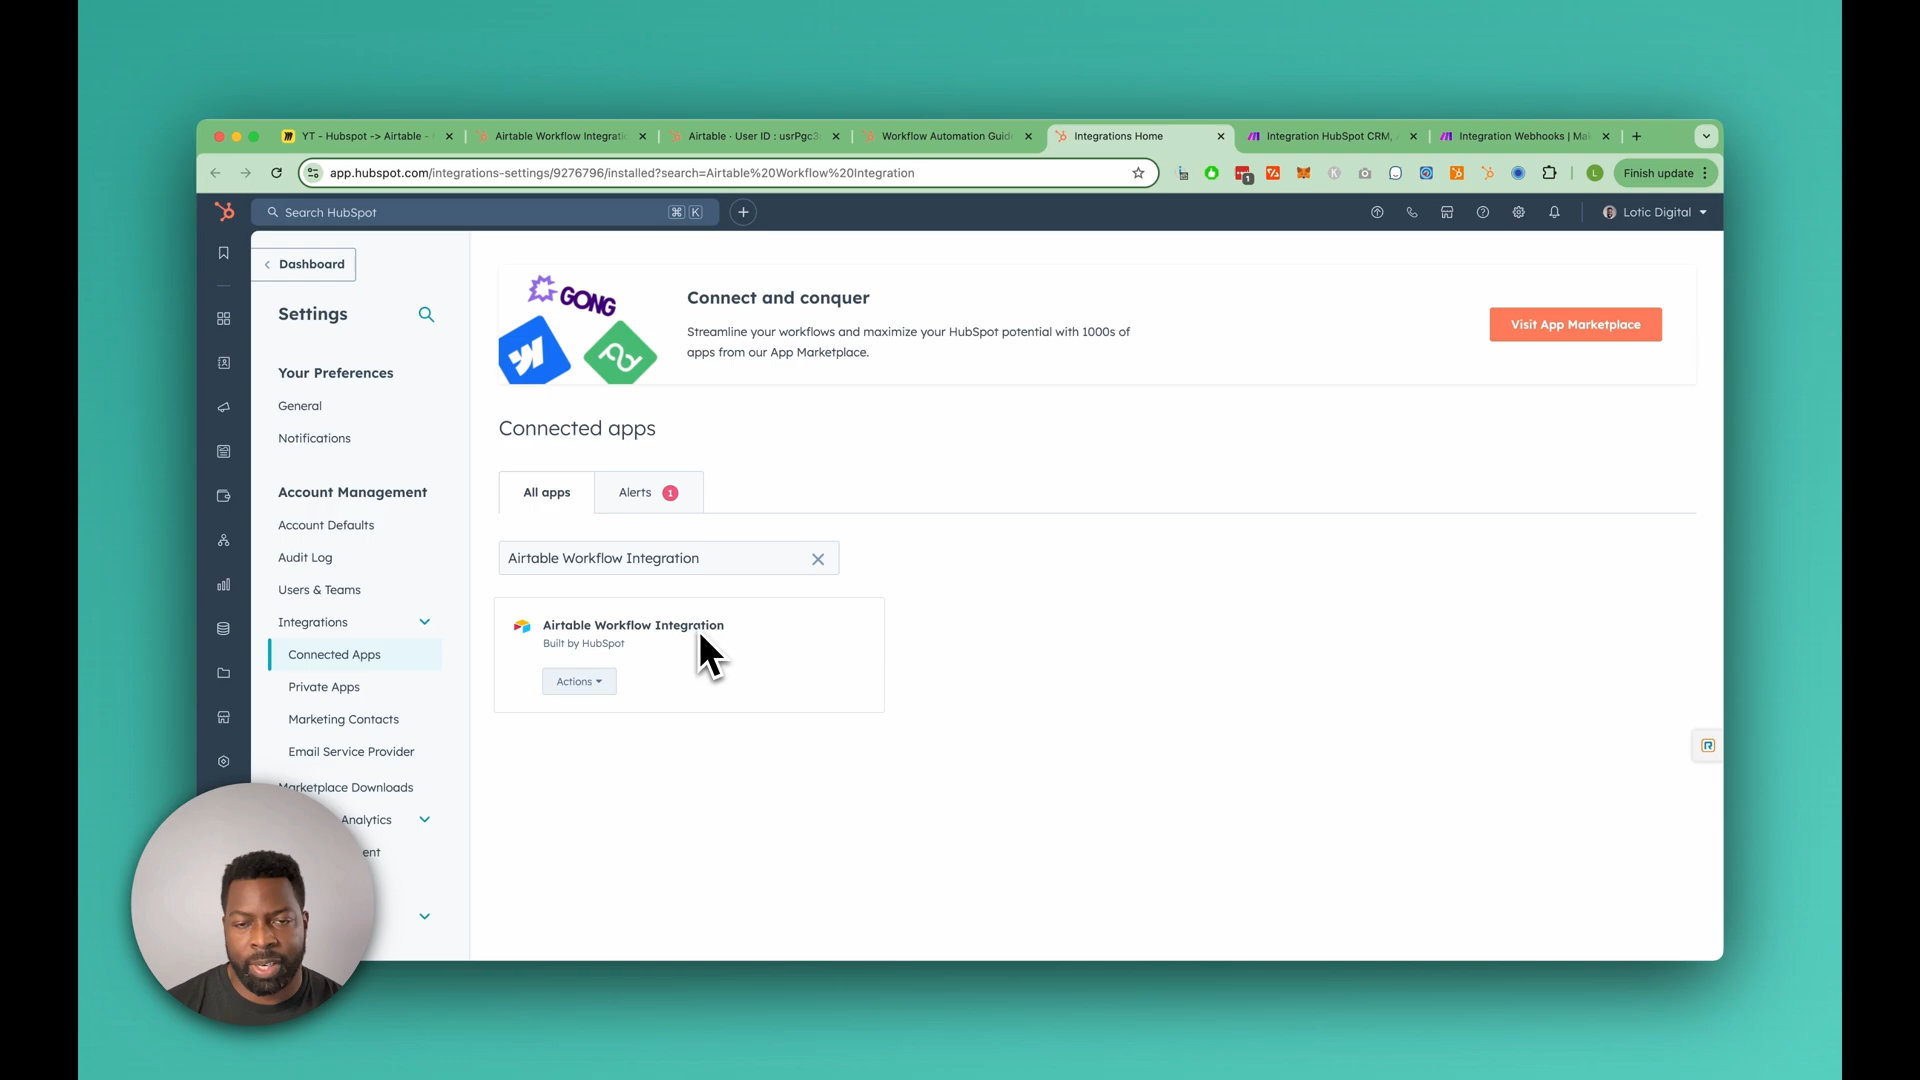 YT - Hubspot -> Airtable -
Airtable Workflow Integratio
Airtable · User ID : usrPgc3
Workflow Automation Guide
Integrations Home
Integration HubSpot CRM,
Integration Webhooks | Mak
app.hubspot.com/integrations-settings/9276796/installed?search=Airtable%20Workflow%20Integration
1
L
Finish update
Search HubSpot
⌘ K
Lotic Digital
Dashboard
Settings
Your Preferences
General
Notifications
Account Management
Account Defaults
Audit Log
Users & Teams
Integrations
Connected Apps
Private Apps
Marketing Contacts
Email Service Provider
Marketplace Downloads
Analytics
ent
GONG
Connect and conquer
Streamline your workflows and maximize your HubSpot potential with 1000s of
apps from our App Marketplace.
Visit App Marketplace
Connected apps
All apps
Alerts 1
Airtable Workflow Integration
Airtable Workflow Integration
Built by HubSpot
Actions